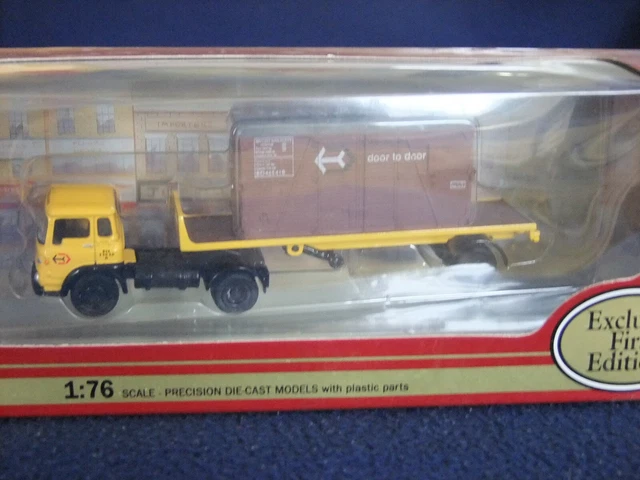 door to door
1:76 SCALE - PRECISION DIE-CAST MODELS with plastic parts
Exclu
Fir
Editio